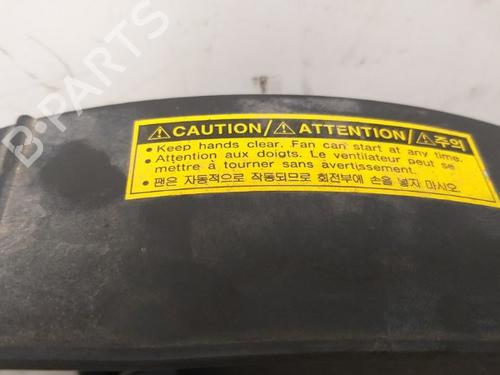 B-PARTS
⚠ CAUTION/⚠ ATTENTION/⚠주의
• Keep hands clear. Fan can start at any time.
• Attention aux doigts. Le ventilateur peut se
mettre à tourner sans avertissement.
• 팬은 자동적으로 작동되므로 회전부에 손을 넣지 마시오